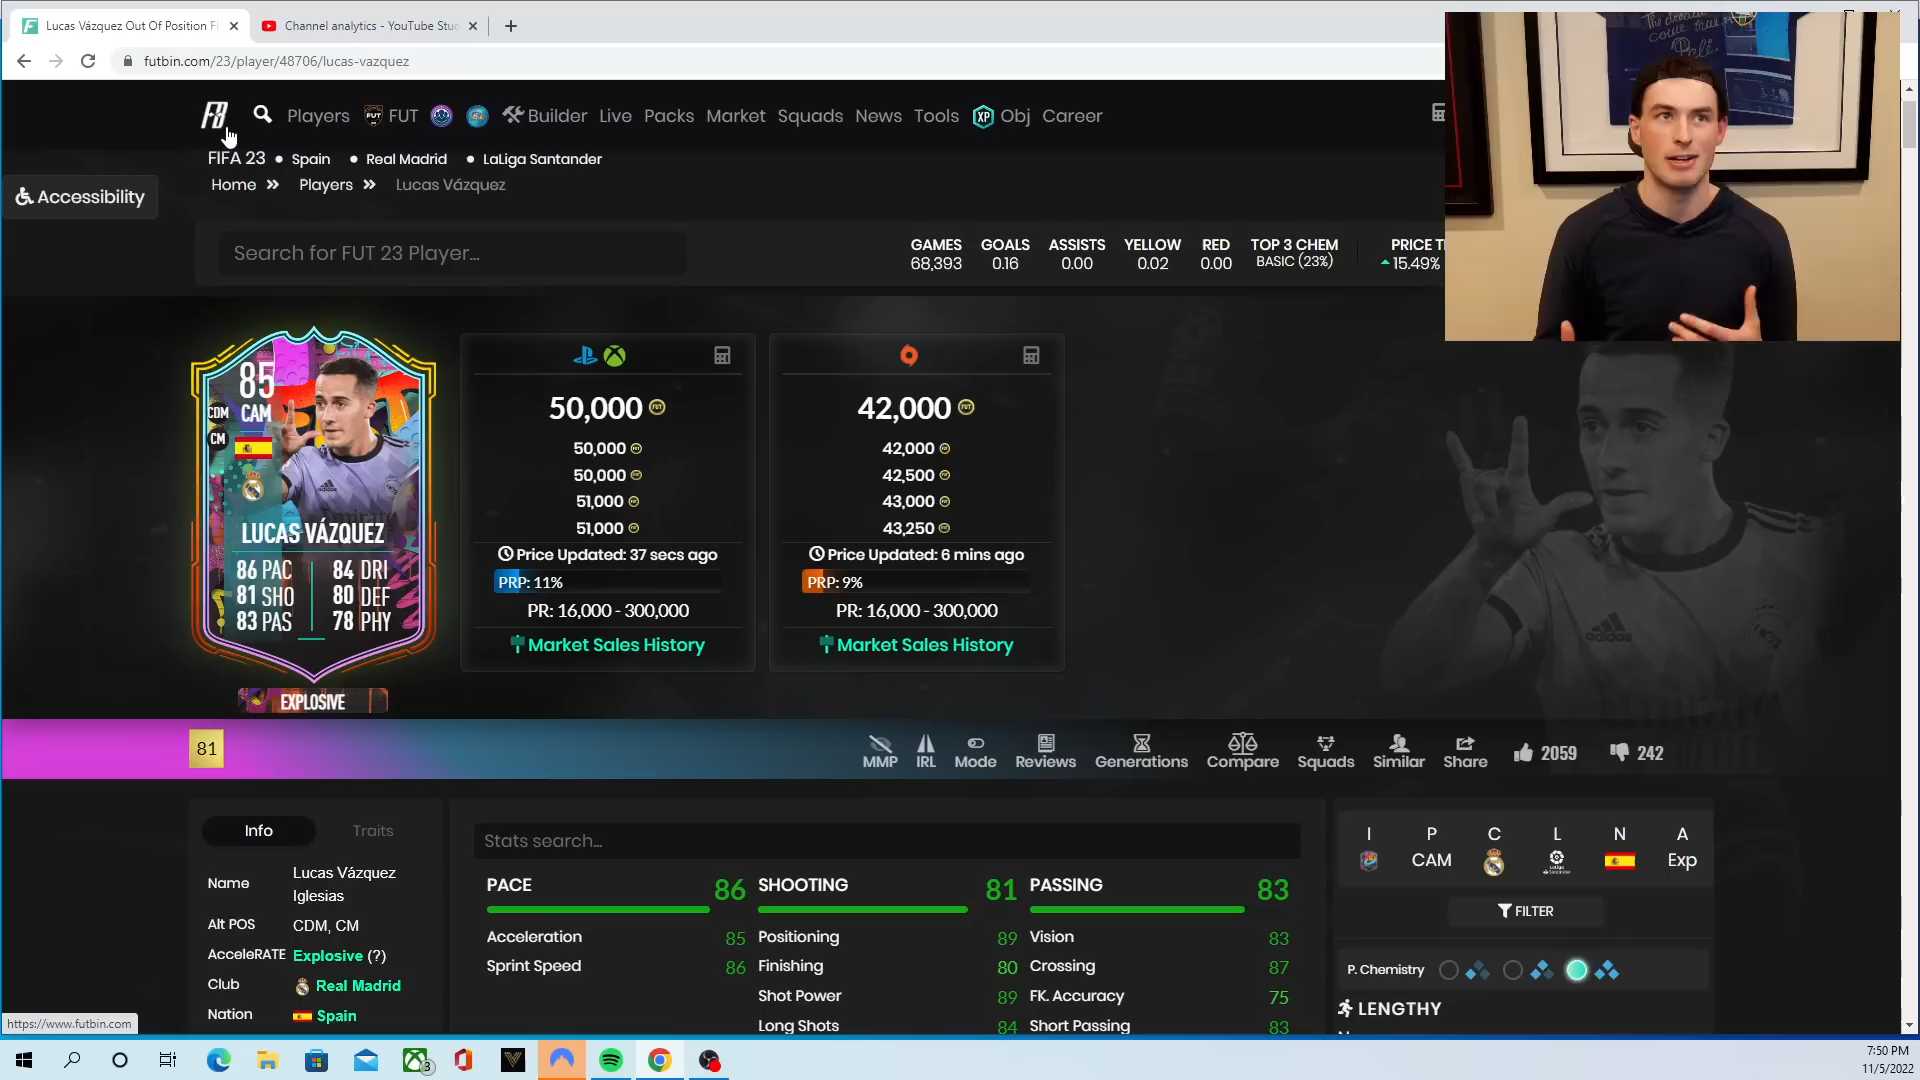 Lucas Vázquez Out Of Position F
Channel analytics - YouTube Stud
futbin.com/23/player/48706/lucas-vazquez
The dream
come true
Pelé.
Players FUT Builder Live Packs Market Squads News Tools XP Obj Career
FIFA 23 • Spain • Real Madrid • LaLiga Santander
Home » Players » Lucas Vázquez
Accessibility
Search for FUT 23 Player...
GAMES GOALS ASSISTS YELLOW RED TOP 3 CHEM PRICE T
68,393 0.16 0.00 0.02 0.00 BASIC (23%) 15.49%
85
CAM
CDM
CM
LUCAS VÁZQUEZ
86 PAC 84 DRI
81 SHO 80 DEF
83 PAS 78 PHY
EXPLOSIVE
50,000
50,000
50,000
51,000
51,000
Price Updated: 37 secs ago
PRP: 11%
PR: 16,000 - 300,000
Market Sales History
42,000
42,000
42,500
43,000
43,250
Price Updated: 6 mins ago
PRP: 9%
PR: 16,000 - 300,000
Market Sales History
adidas
81
MMP IRL Mode Reviews Generations Compare Squads Similar Share 2059 242
Info Traits
Name Lucas Vázquez Iglesias
Alt POS CDM, CM
AcceleRATE Explosive (?)
Club Real Madrid
Nation Spain
Stats search...
PACE 86
Acceleration 85
Sprint Speed 86
SHOOTING 81
Positioning 89
Finishing 80
Shot Power 89
Long Shots 84
PASSING 83
Vision 83
Crossing 87
FK. Accuracy 75
Short Passing 83
I P C L N A
CAM Exp
FILTER
P. Chemistry
LENGTHY
https://www.futbin.com
3
7:50 PM
11/5/2022